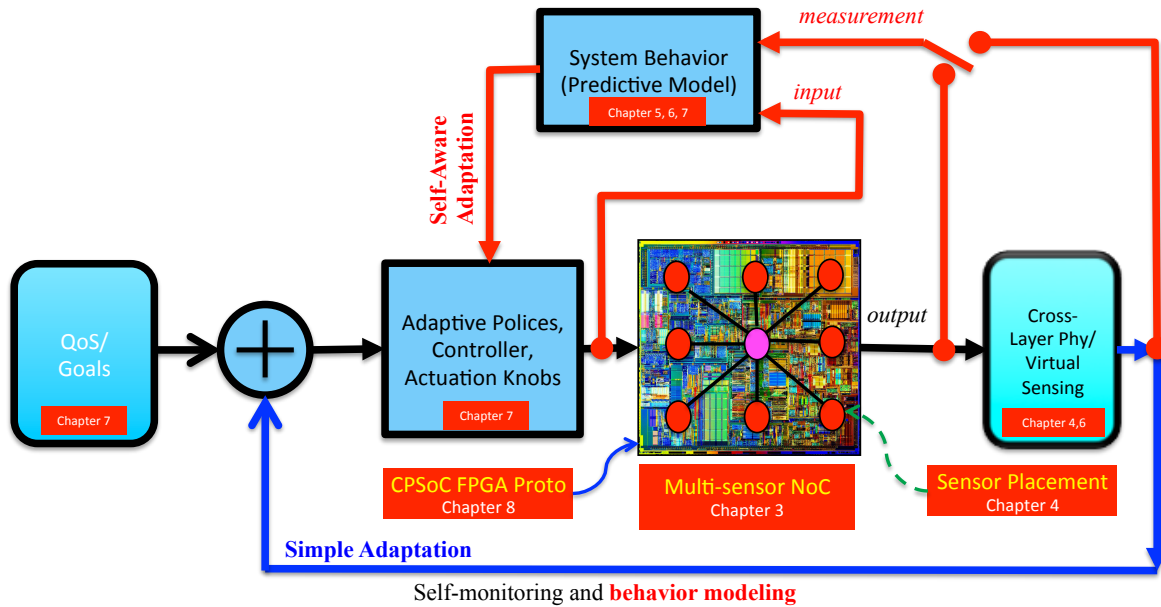 measurement
System Behavior
(Predictive Model)
Chapter 5, 6, 7
input
Self-Aware
Adaptation
QoS/
Goals
Chapter 7
Adaptive Polices,
Controller,
Actuation Knobs
Chapter 7
output
Cross-
Layer Phy/
Virtual
Sensing
Chapter 4,6
CPSoC FPGA Proto
Chapter 8
Multi-sensor NoC
Chapter 3
Sensor Placement
Chapter 4
Simple Adaptation
Self-monitoring and behavior modeling